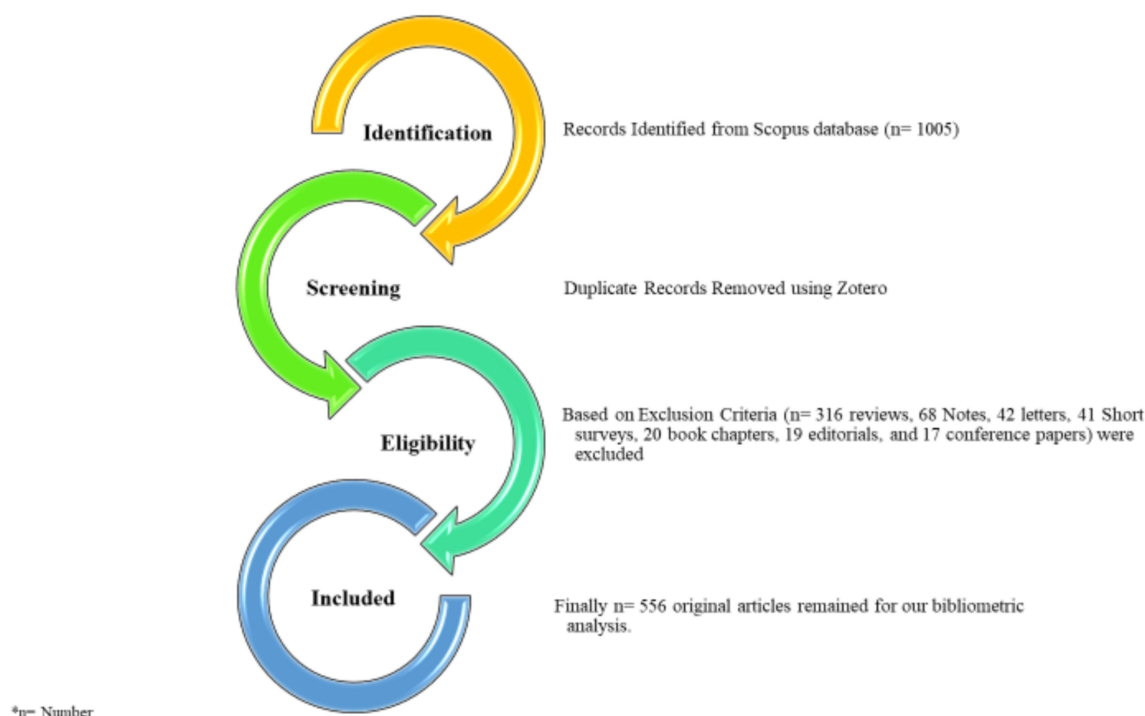 Identification
Records Identified from Scopus database (n= 1005)
Screening
Duplicate Records Removed using Zotero
Based on Exclusion Criteria (n= 316 reviews, 68 Notes, 42 letters, 41 Short
surveys, 20 book chapters, 19 editorials, and 17 conference papers) were
excluded
Eligibility
Included
Finally n= 556 original articles remained for our bibliometric
analysis.
*n= Number